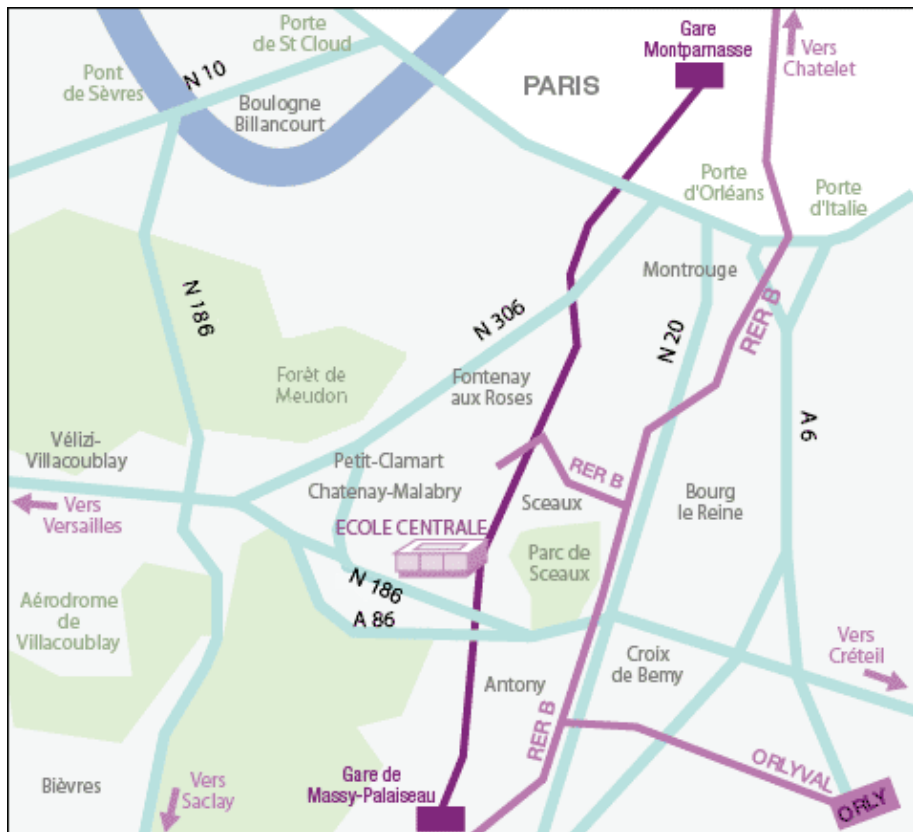 Porte
de St Cloud
Gare
Montparnasse
Vers
Chatelet
Pont
de Sèvres
N 10
PARIS
Boulogne
Billancourt
Porte
d'Orléans
Porte
d'Italie
Montrouge
N 186
N 306
N 20
RER B
Forêt de
Meudon
Fontenay
aux Roses
A 6
Vélizi-
Villacoublay
Petit-Clamart
Chatenay-Malabry
RER B
Sceaux
Bourg
le Reine
Vers
Versailles
ECOLE CENTRALE
Parc de
Sceaux
N 186
A 86
Aérodrome
de
Villacoublay
Vers
Créteil
Croix
de Berny
Antony
RER B
ORLYVAL
Bièvres
Vers
Saclay
Gare de
Massy-Palaiseau
ORLY